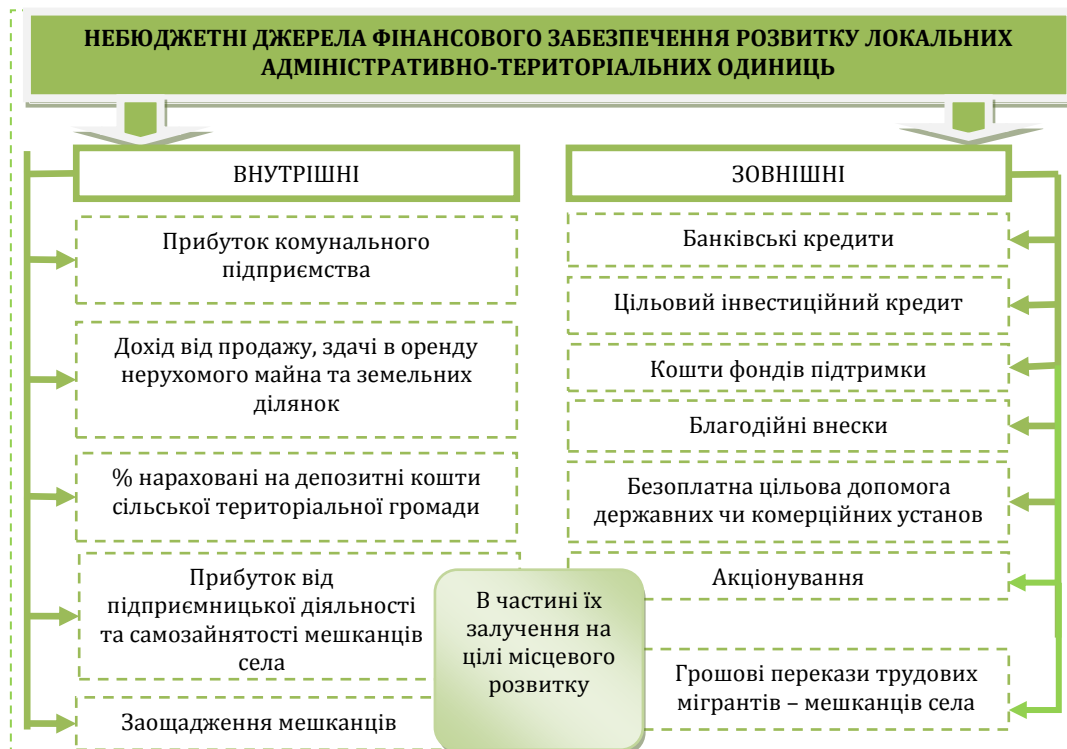 НЕБЮДЖЕТНІ ДЖЕРЕЛА ФІНАНСОВОГО ЗАБЕЗПЕЧЕННЯ РОЗВИТКУ ЛОКАЛЬНИХ
АДМІНІСТРАТИВНО-ТЕРИТОРІАЛЬНИХ ОДИНИЦЬ
ВНУТРІШНІ
Прибуток комунального
підприємства
Дохід від продажу, здачі в оренду
нерухомого майна та земельних
ділянок
% нараховані на депозитні кошти
сільської територіальної громади
Прибуток від
підприємницької діяльності
та самозайнятості мешканців
села
Заощадження мешканців
В частині їх
залучення на
цілі місцевого
розвитку
ЗОВНІШНІ
Банківські кредити
Цільовий інвестиційний кредит
Кошти фондів підтримки
Благодійні внески
Безоплатна цільова допомога
державних чи комерційних установ
Акціонування
Грошові перекази трудових
мігрантів – мешканців села